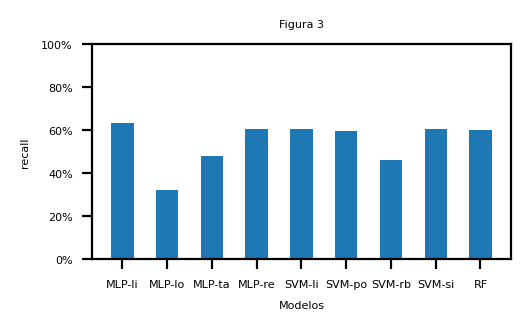 Figura 3
100%
80%
60%
40%
20%
0%
recall
MLP-li MLP-lo MLP-ta MLP-re SVM-li SVM-po SVM-rb SVM-si RF
Modelos